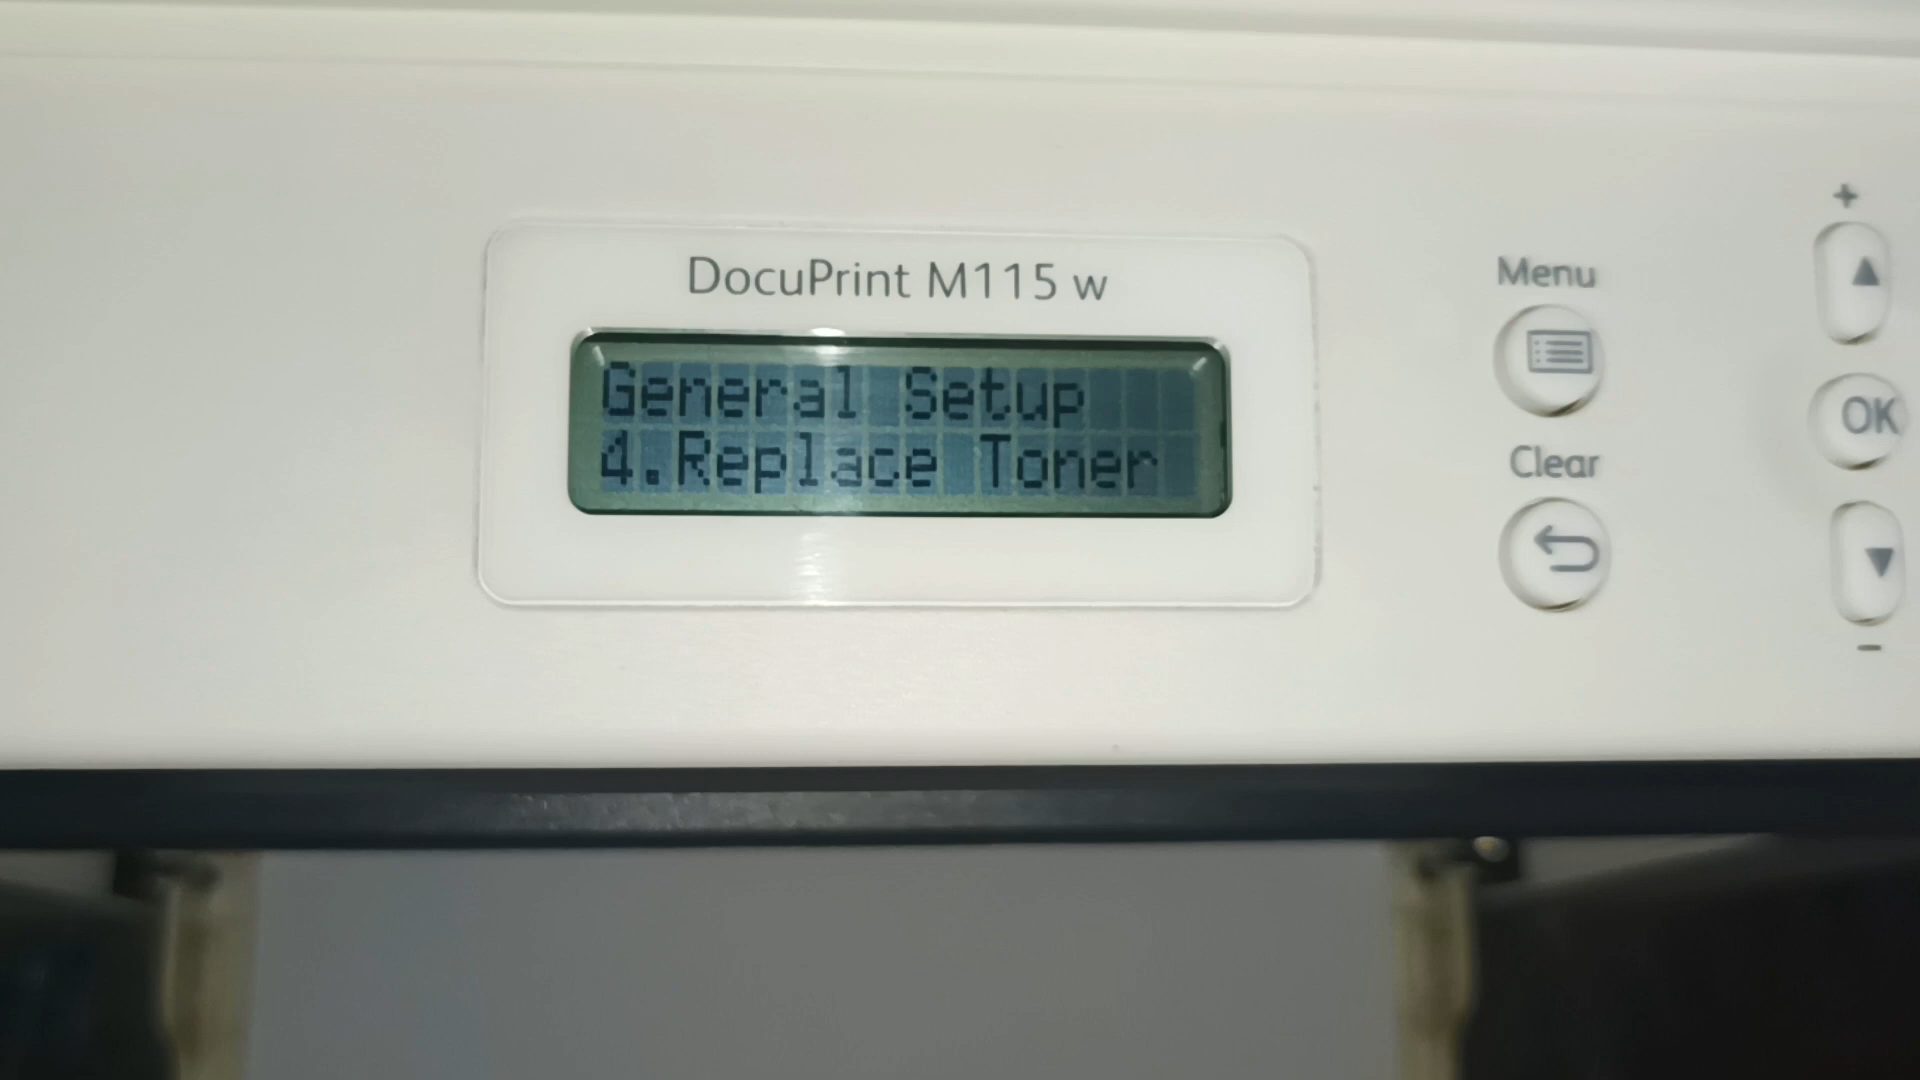 DocuPrint M115 w
General Setup
4.Replace Toner
Menu
Clear
+
OK
-